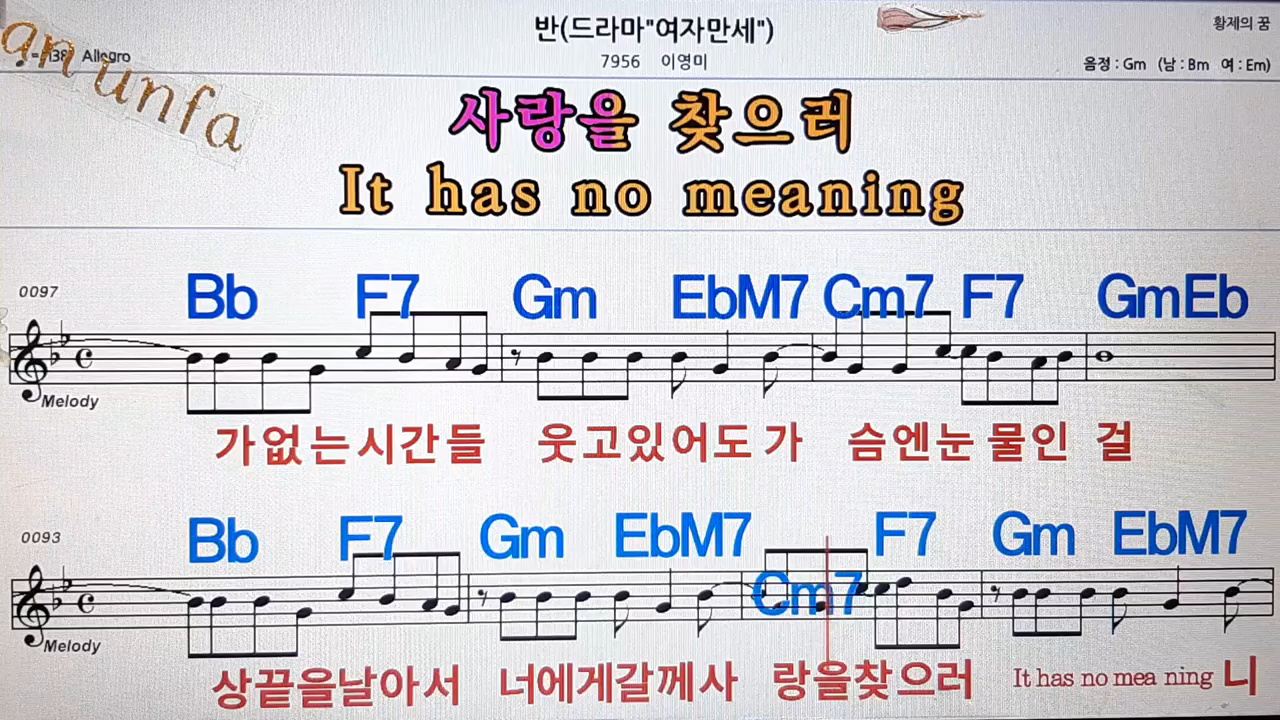 반(드라마"여자만세")
황제의 꿈
Allegro
7956 이영미
음정 : Gm (남 : Bm 여 : Em)
an unfa
사랑을 찾으러
It has no meaning
0097
Bb F7 Gm EbM7 Cm7 F7 Gm Eb
Melody
가없는시간들 웃고있어도 가 슴엔눈 물인 걸
0093
Bb F7 Gm EbM7 Cm7 F7 Gm EbM7
Melody
상끝을날아서 너에게갈께사 랑을찾으러 It has no mea ning 니